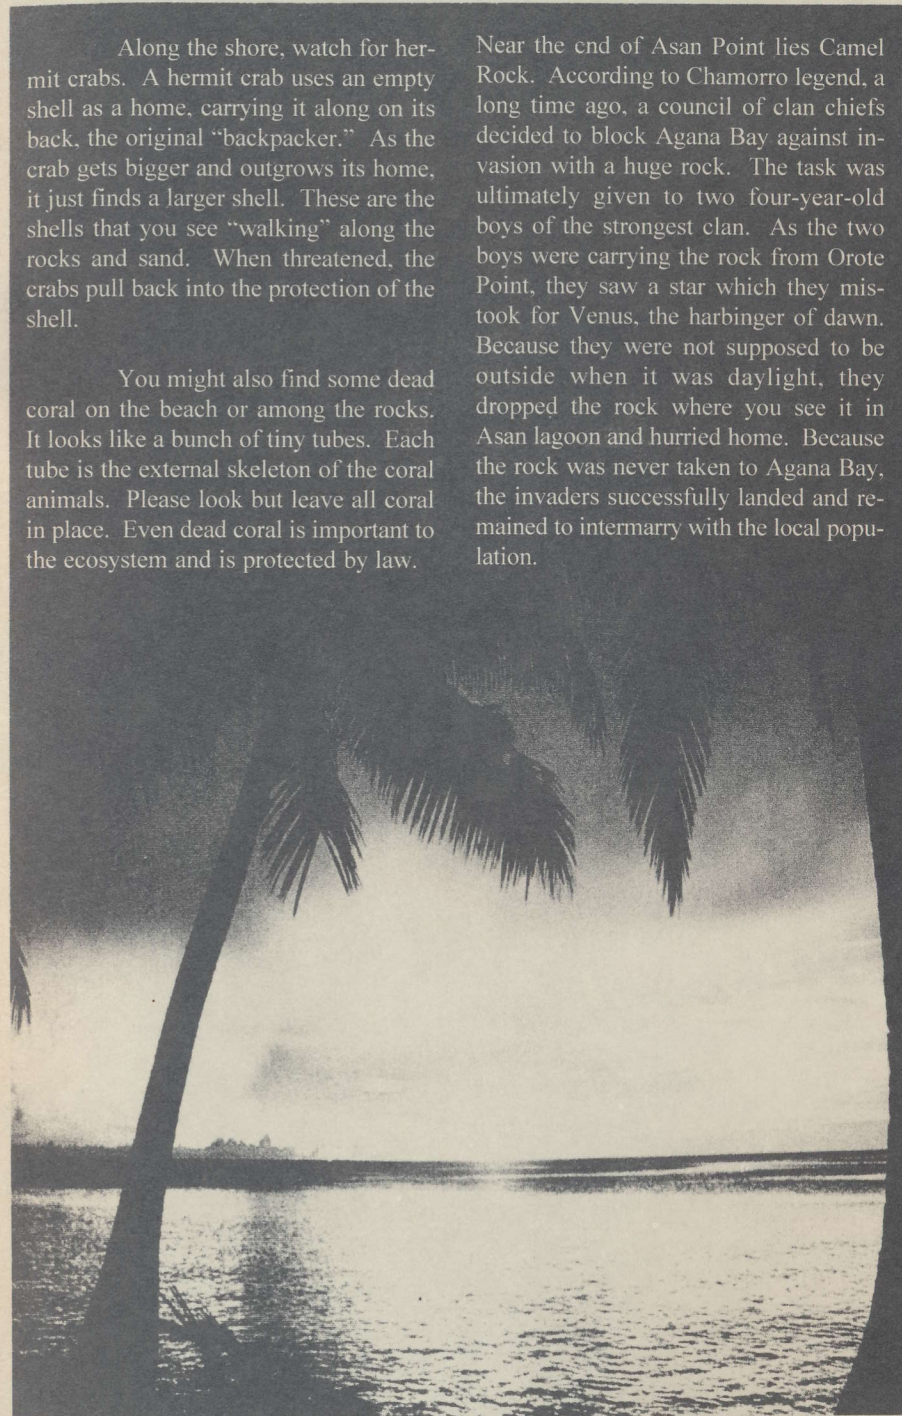 Along the shore, watch for her-
mit crabs. A hermit crab uses an empty
shell as a home, carrying it along on its
back, the original “backpacker.” As the
crab gets bigger and outgrows its home,
it just finds a larger shell. These are the
shells that you see “walking” along the
rocks and sand. When threatened, the
crabs pull back into the protection of the
shell.
You might also find some dead
coral on the beach or among the rocks.
It looks like a bunch of tiny tubes. Each
tube is the external skeleton of the coral
animals. Please look but leave all coral
in place. Even dead coral is important to
the ecosystem and is protected by law.
Near the end of Asan Point lies Camel
Rock. According to Chamorro legend, a
long time ago, a council of clan chiefs
decided to block Agana Bay against in-
vasion with a huge rock. The task was
ultimately given to two four-year-old
boys of the strongest clan. As the two
boys were carrying the rock from Orote
Point, they saw a star which they mis-
took for Venus, the harbinger of dawn.
Because they were not supposed to be
outside when it was daylight, they
dropped the rock where you see it in
Asan lagoon and hurried home. Because
the rock was never taken to Agana Bay,
the invaders successfully landed and re-
mained to intermarry with the local popu-
lation.